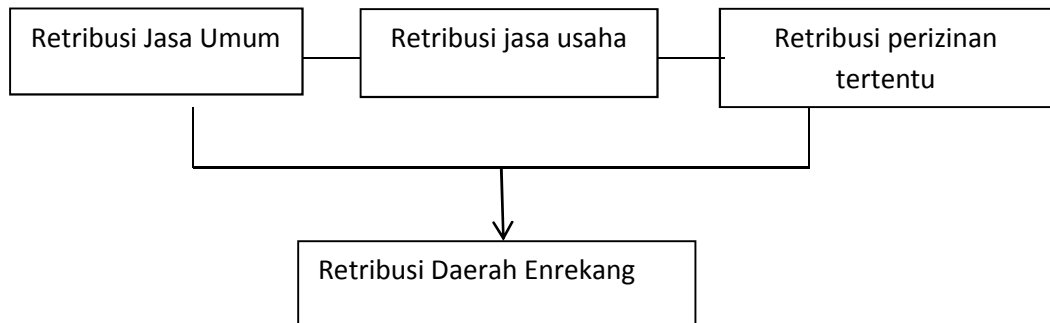 Retribusi Jasa Umum
Retribusi jasa usaha
Retribusi perizinan
tertentu
Retribusi Daerah Enrekang